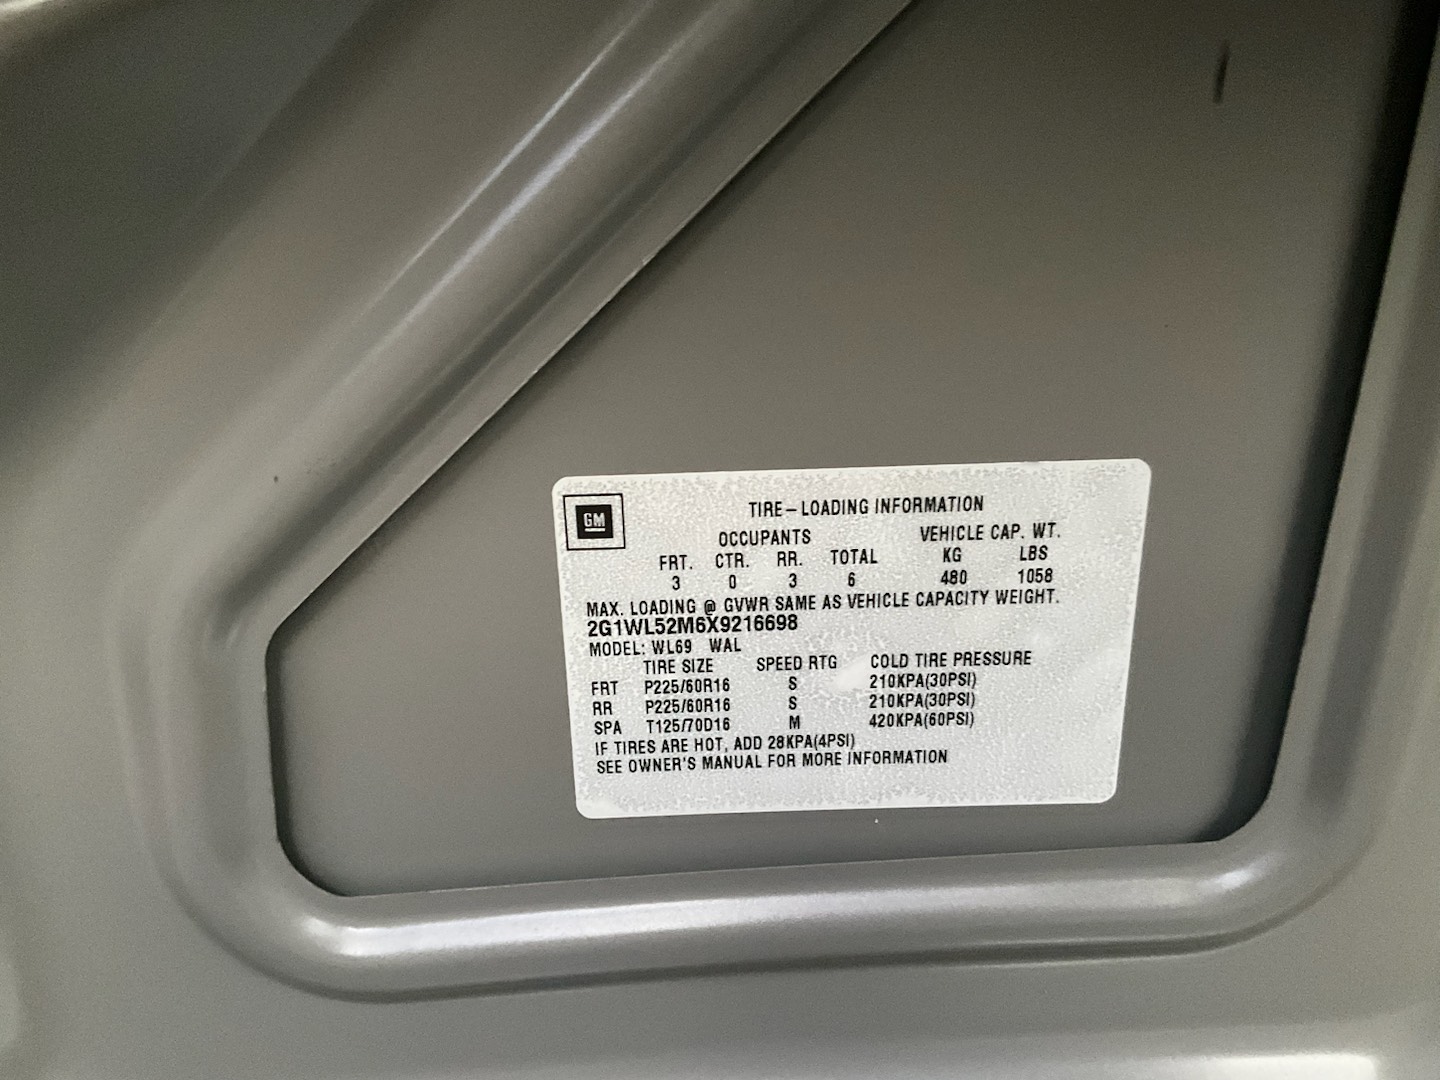 GM
TIRE-LOADING INFORMATION
OCCUPANTS VEHICLE CAP. WT.
FRT. CTR. RR. TOTAL KG LBS
3 0 3 6 480 1058
MAX. LOADING @ GVWR SAME AS VEHICLE CAPACITY WEIGHT.
2G1WL52M6X9216698
MODEL: WL69 WAL
TIRE SIZE SPEED RTG COLD TIRE PRESSURE
FRT P225/60R16 S 210KPA(30PSI)
RR P225/60R16 S 210KPA(30PSI)
SPA T125/70D16 M 420KPA(60PSI)
IF TIRES ARE HOT, ADD 28KPA(4PSI)
SEE OWNER'S MANUAL FOR MORE INFORMATION